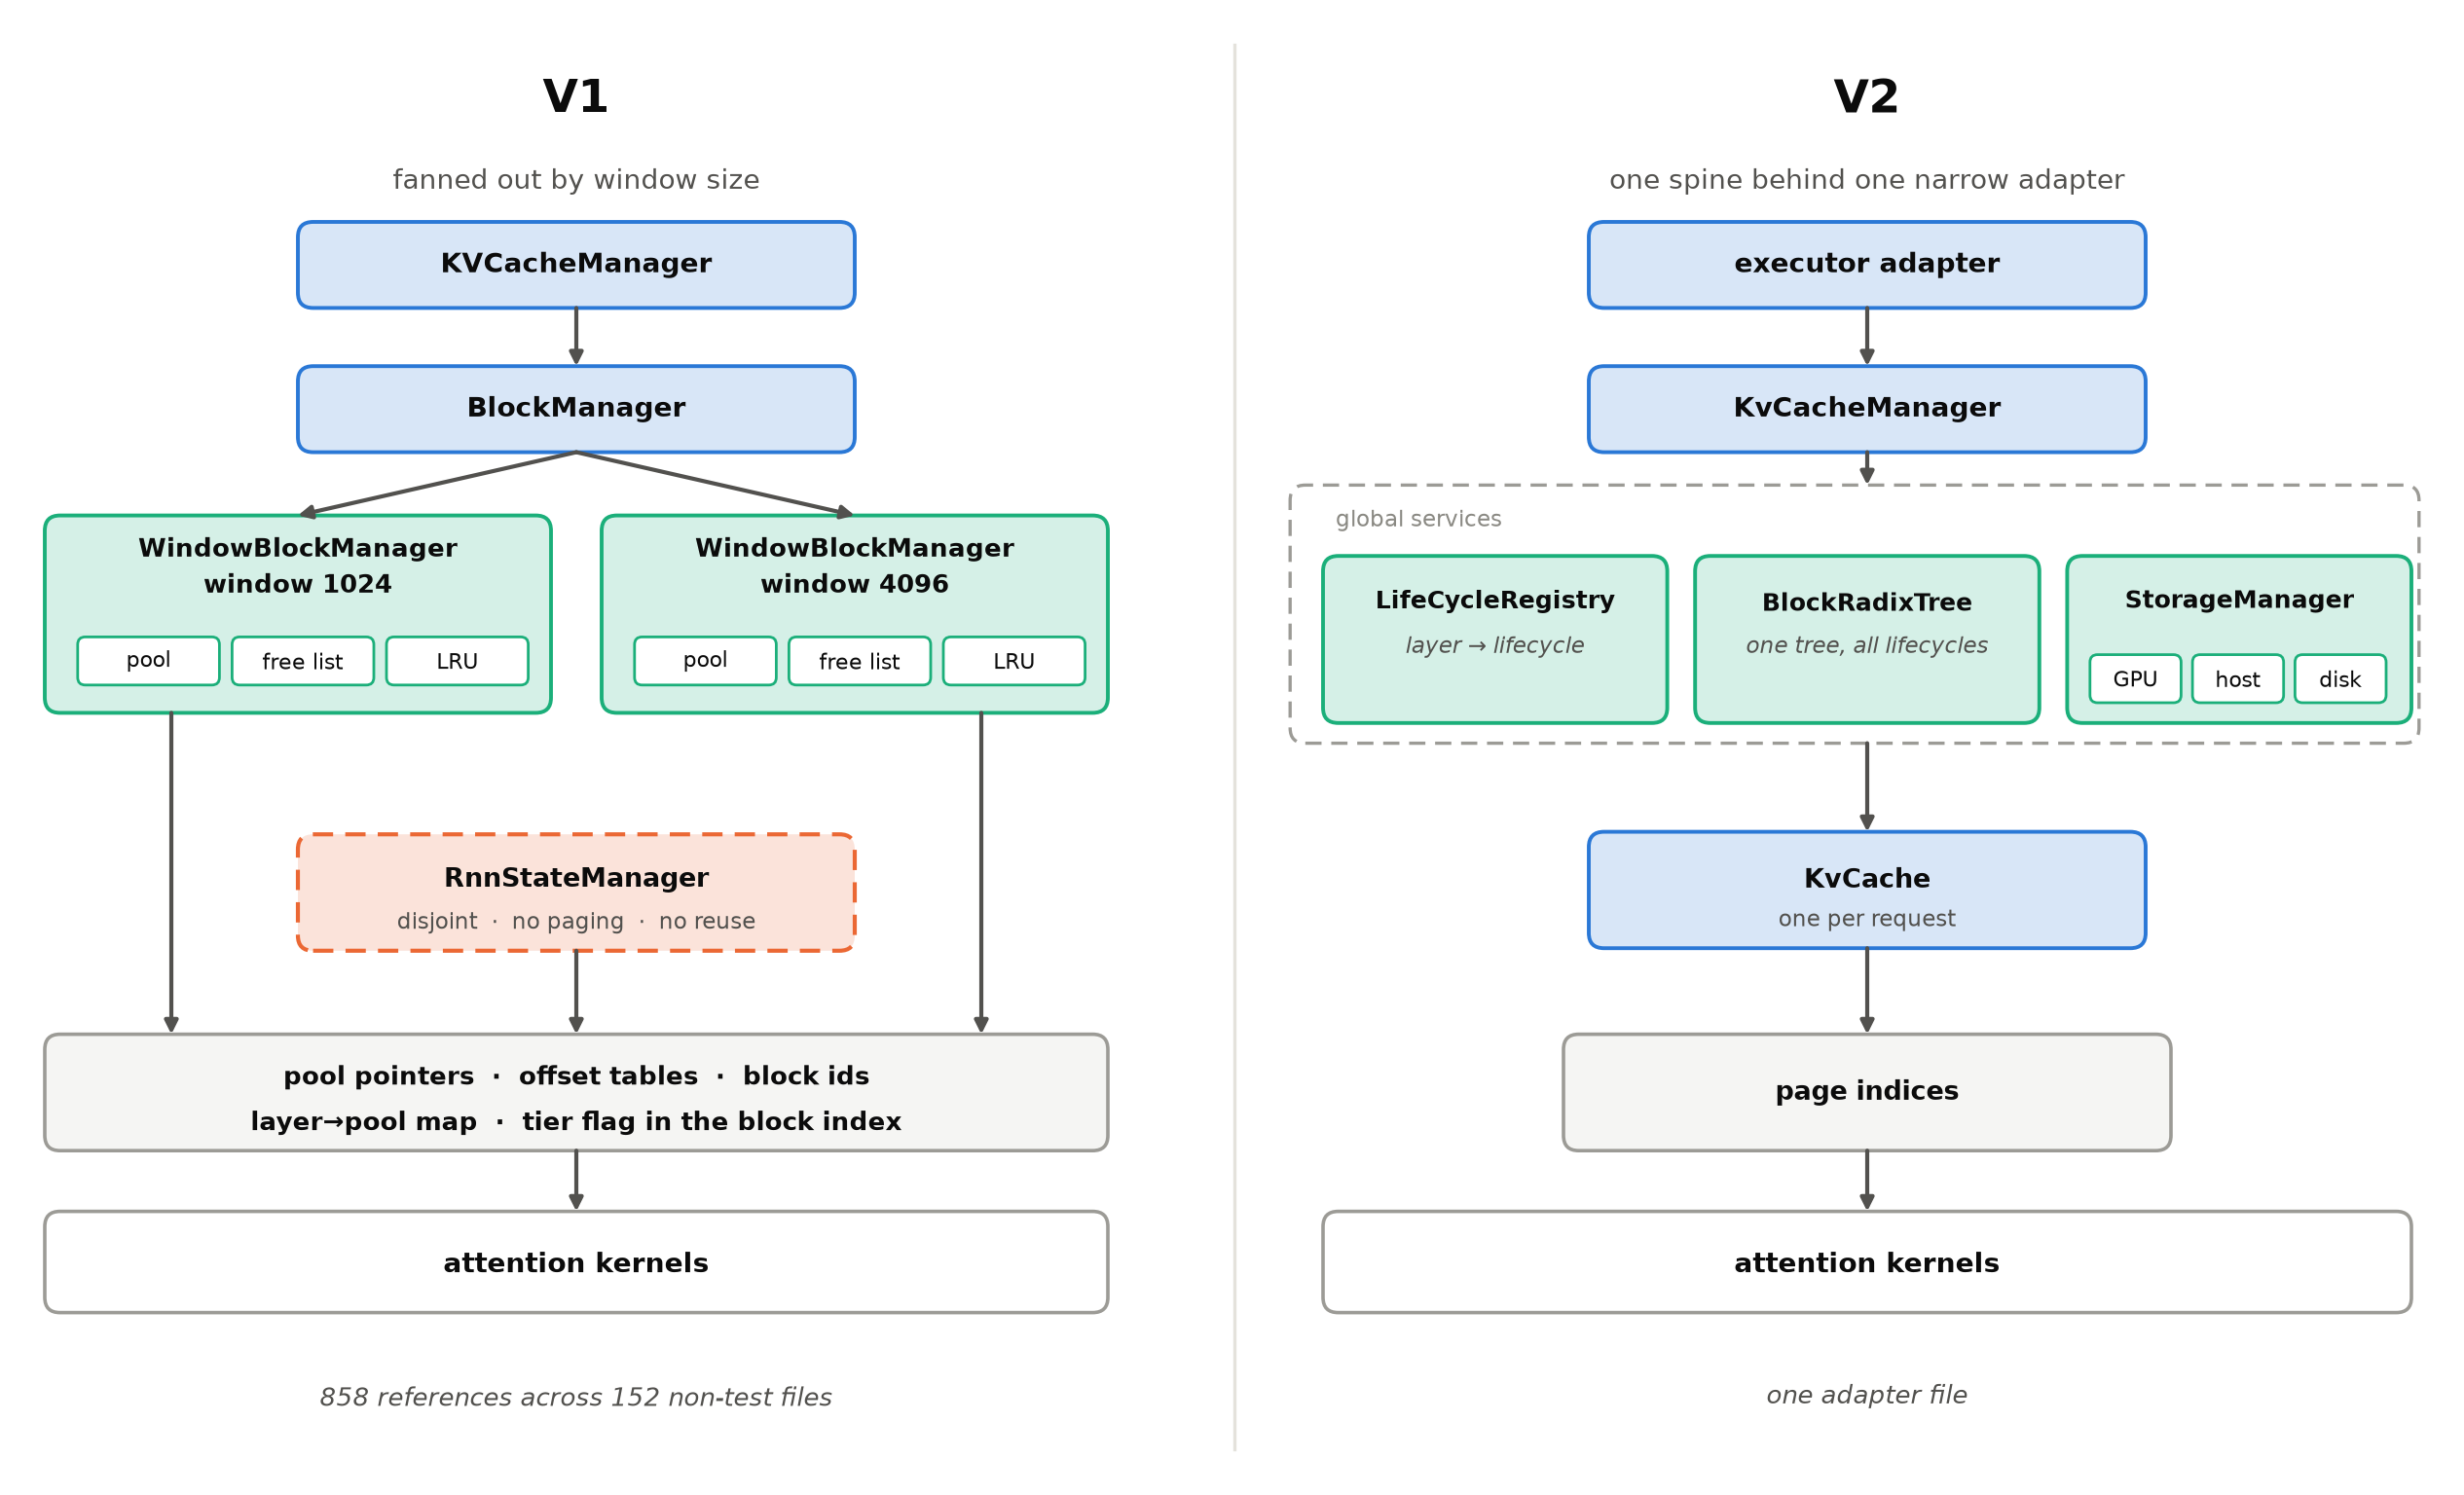 V1
fanned out by window size
KVCacheManager
BlockManager
WindowBlockManager
window 1024
pool
free list
LRU
WindowBlockManager
window 4096
pool
free list
LRU
RnnStateManager
disjoint · no paging · no reuse
pool pointers · offset tables · block ids
layer→pool map · tier flag in the block index
attention kernels
858 references across 152 non-test files
V2
one spine behind one narrow adapter
executor adapter
KvCacheManager
global services
LifeCycleRegistry
layer → lifecycle
BlockRadixTree
one tree, all lifecycles
StorageManager
GPU
host
disk
KvCache
one per request
page indices
attention kernels
one adapter file